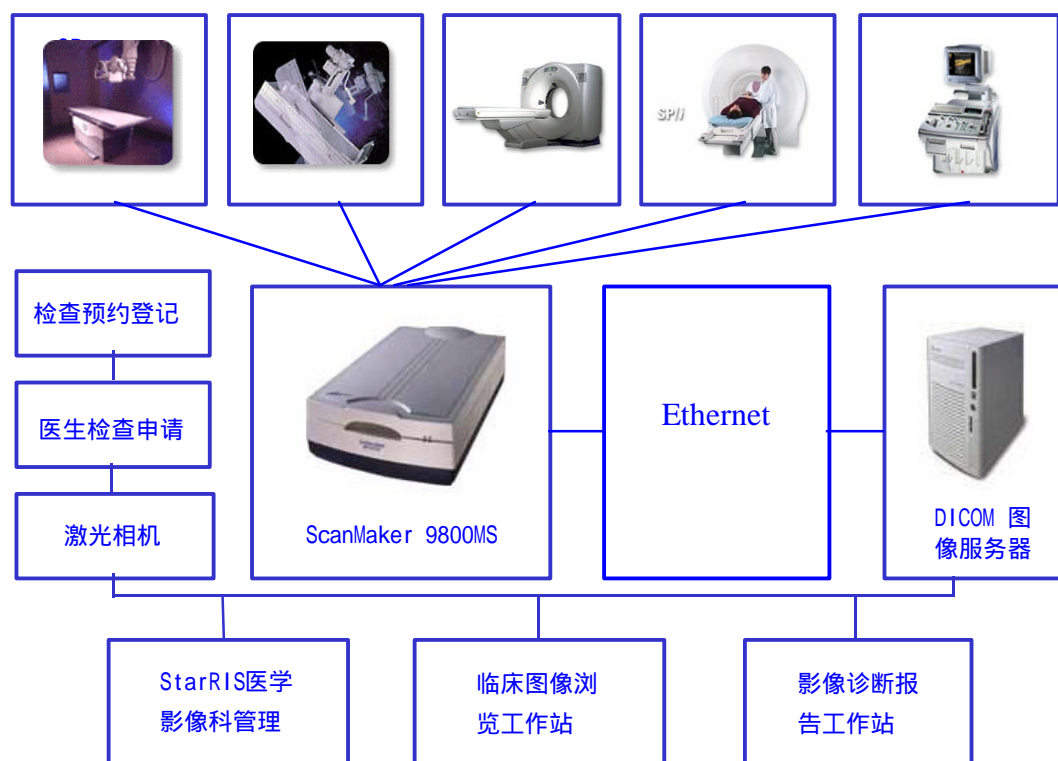 SP/i
检查预约登记
医生检查申请
激光相机
ScanMaker 9800MS
Ethernet
DICOM 图
像服务器
StarRIS医学
影像科管理
临床图像浏
览工作站
影像诊断报
告工作站